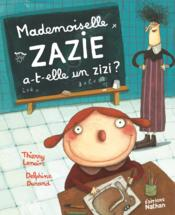 Mademoiselle
ZAZIE
a-t-elle un zizi ?
Thierry
Lenain
Delphine
Durand
éditions
Nathan